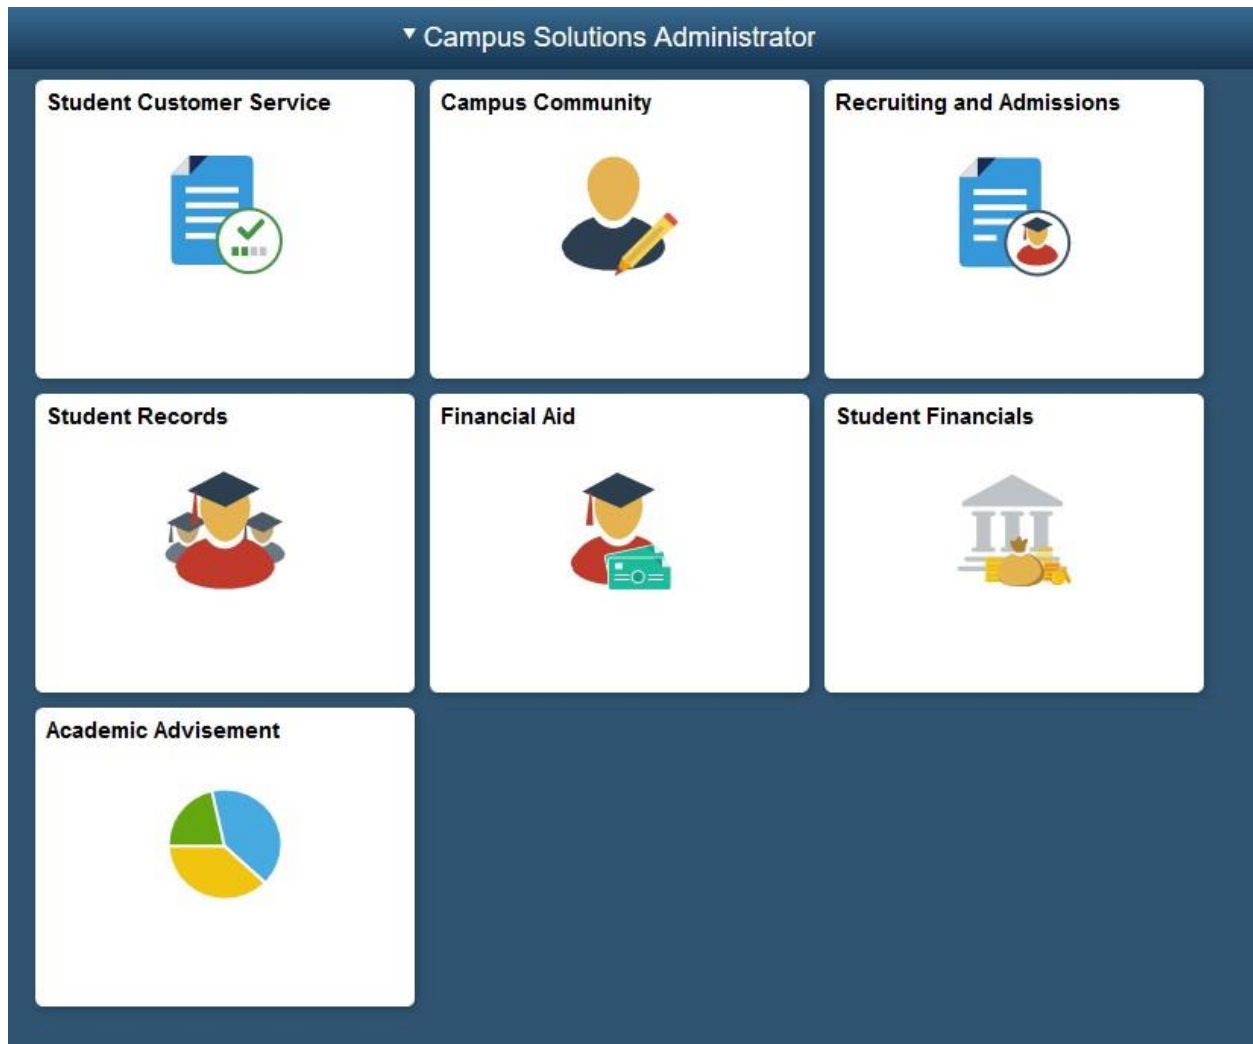 Campus Solutions Administrator
Student Customer Service
Campus Community
Recruiting and Admissions
Student Records
Financial Aid
Student Financials
Academic Advisement